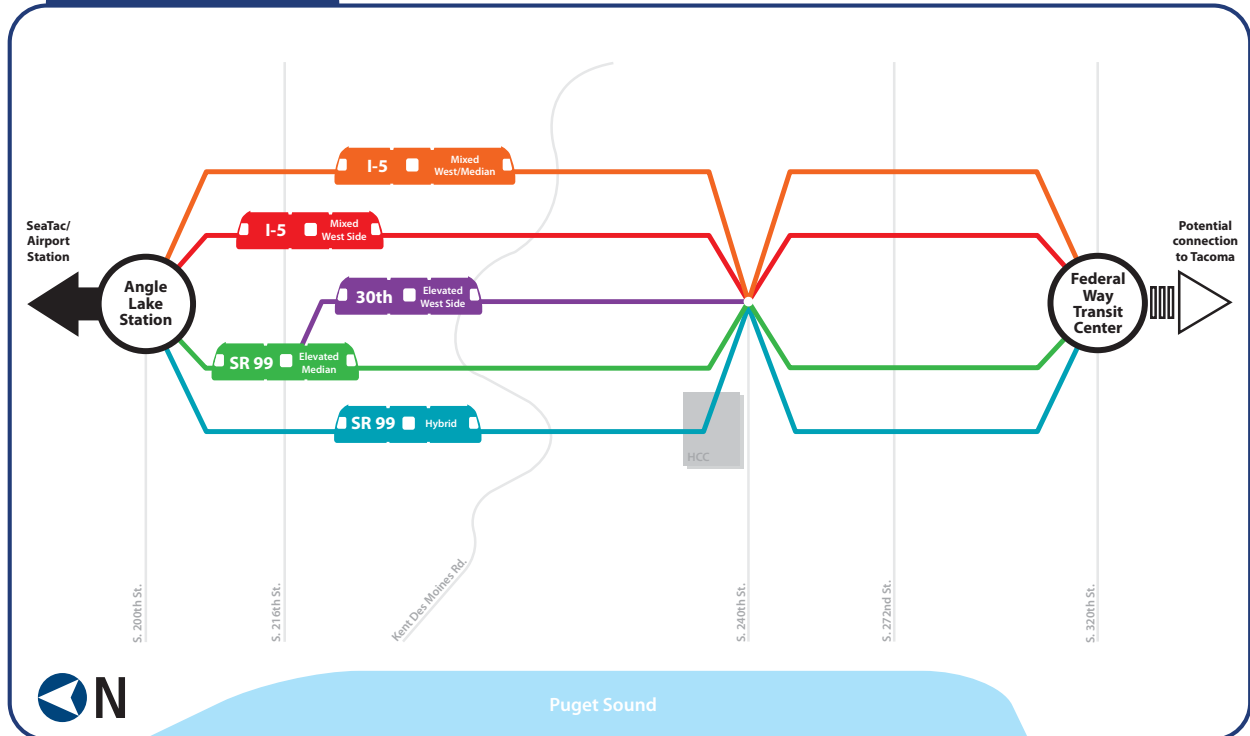 I-5
Mixed
West/Median
I-5
Mixed
West Side
SeaTac/
Airport
Station
Potential
connection
to Tacoma
Angle
Lake
Station
30th
Elevated
West Side
Federal
Way
Transit
Center
SR 99
Elevated
Median
SR 99
Hybrid
HCC
S. 200th St.
S. 216th St.
Kent Des Moines Rd.
S. 240th St.
S. 272nd St.
S. 320th St.
N
Puget Sound